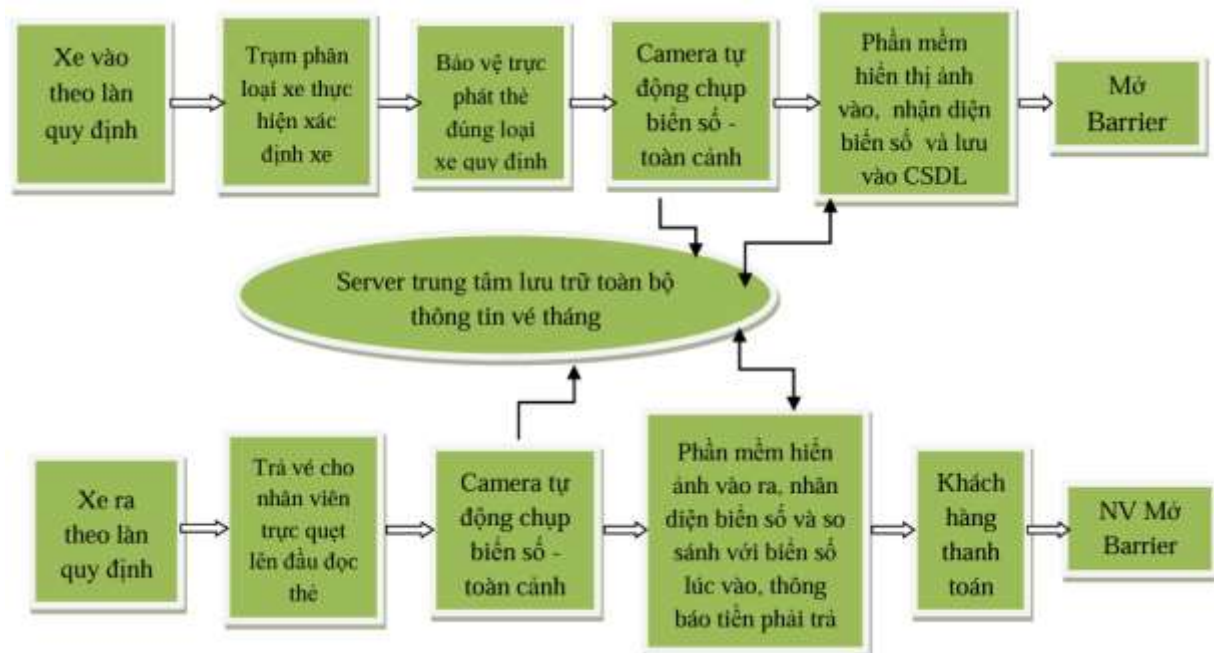 Xe vào
theo làn
quy định
Trạm phân
loại xe thực
hiện xác
định xe
Bảo vệ trực
phát thẻ
đúng loại
xe quy định
Camera tự
động chụp
biển số -
toàn cảnh
Phần mềm
hiển thị ảnh
vào, nhận diện
biển số và lưu
vào CSDL
Mở
Barrier
Server trung tâm lưu trữ toàn bộ
thông tin vé tháng
Xe ra
theo làn
quy định
Trả vé cho
nhân viên
trực quẹt
lên đầu đọc
thẻ
Camera tự
động chụp
biển số -
toàn cảnh
Phần mềm hiển
ảnh vào ra, nhân
diện biển số và so
sánh với biển số
lúc vào, thông
báo tiền phải trả
Khách
hàng
thanh
toán
NV Mở
Barrier